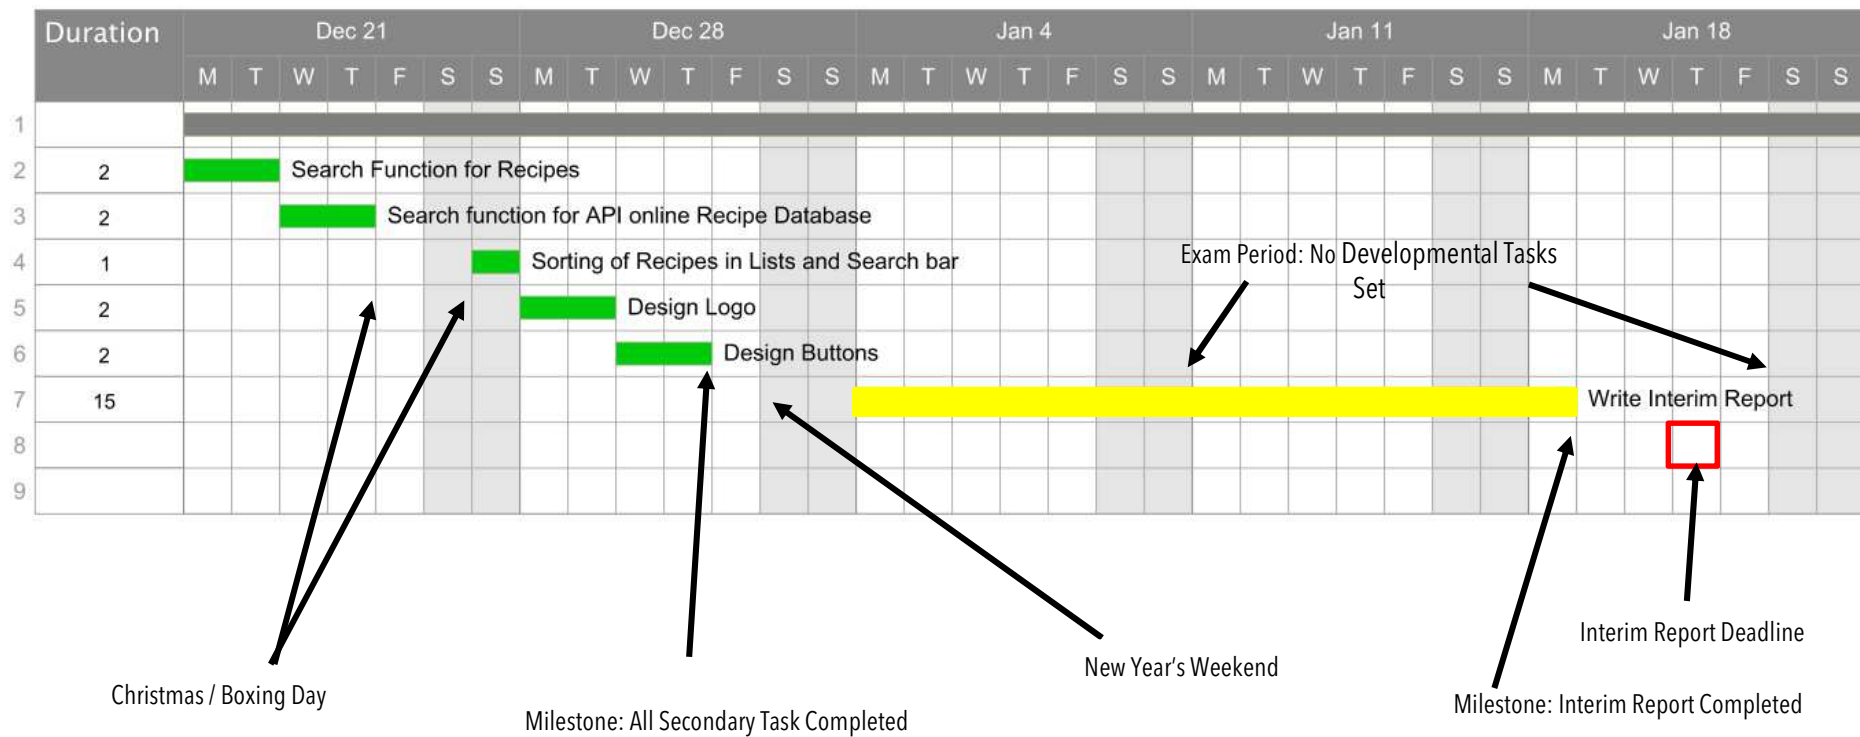 Duration Dec 21 Dec 28 Jan 4 Jan 11 Jan 18
M T W T F S S M T W T F S S M T W T F S S M T W T F S S M T W T F S S
1
2 2 Search Function for Recipes
3 2 Search function for API online Recipe Database
4 1 Sorting of Recipes in Lists and Search bar
Exam Period: No Developmental Tasks
Set
5 2 Design Logo
6 2 Design Buttons
7 15 Write Interim Report
8
9
Interim Report Deadline
New Year's Weekend
Christmas / Boxing Day
Milestone: Interim Report Completed
Milestone: All Secondary Task Completed